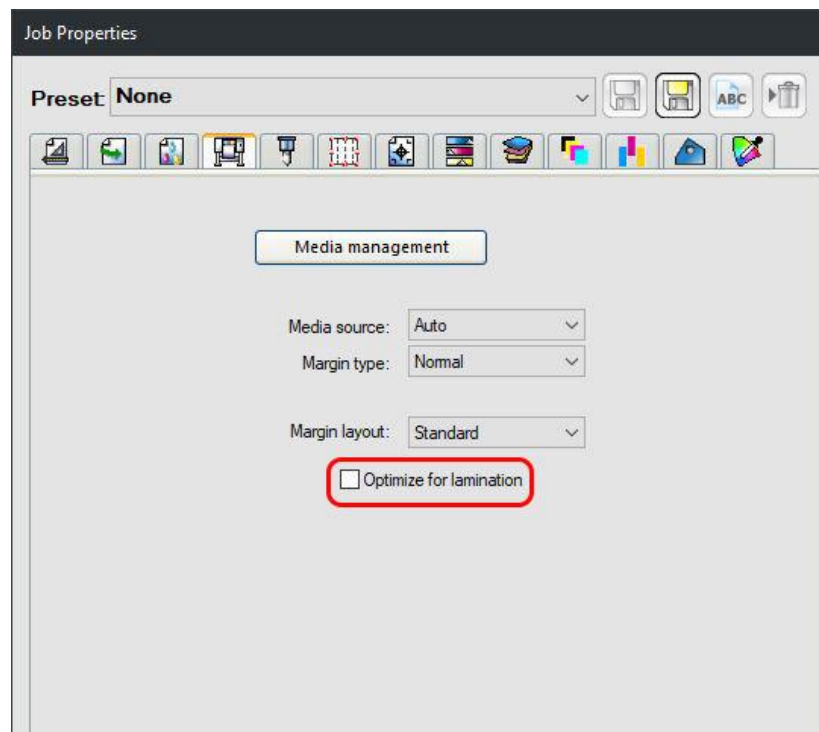 Job Properties
Preset: None
ABC
Media management
Media source: Auto
Margin type: Normal
Margin layout: Standard
Optimize for lamination